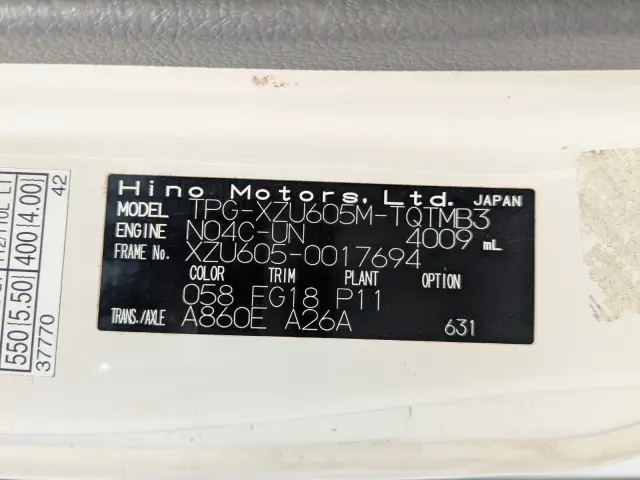 Hino Motors, Ltd. JAPAN
MODEL TPG-XZU605M-TQTMB3
ENGINE N04C-UN 4009 mL
FRAME No. XZU605-0017694
COLOR TRIM PLANT OPTION
058 FG18 P11
TRANS./AXLE A860E A26A 631
550 (5.50) 400 (4.00)
37770 42